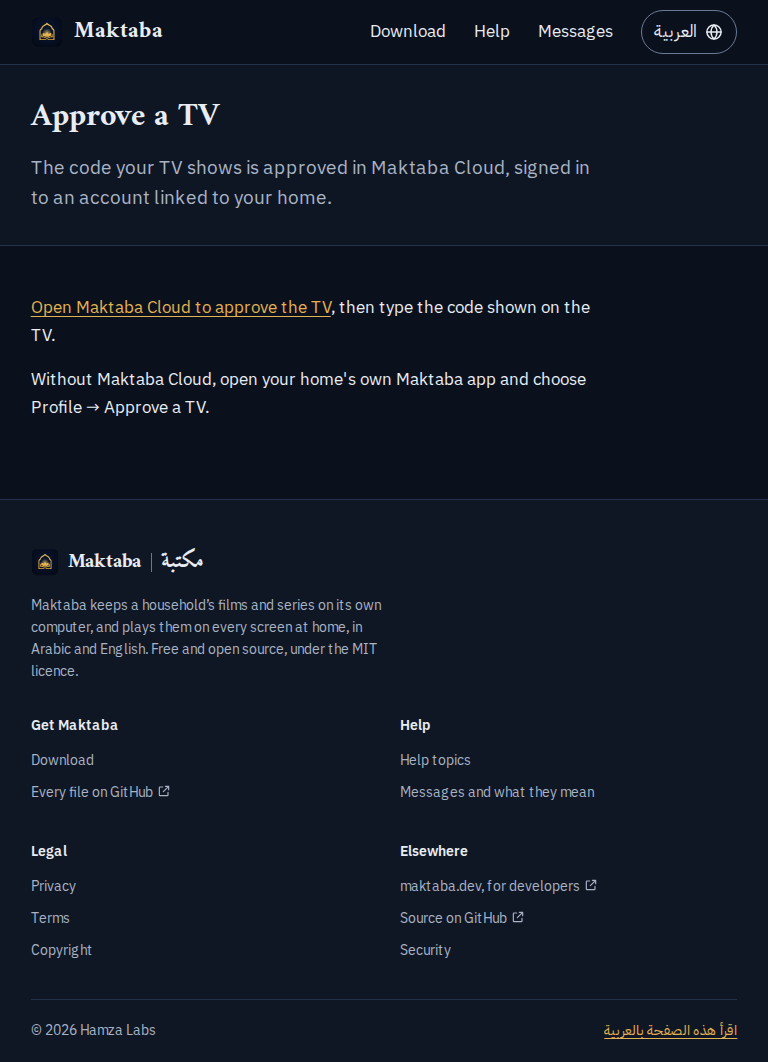 Maktaba
Download
Help
Messages
العربية
Approve a TV
The code your TV shows is approved in Maktaba Cloud, signed in
to an account linked to your home.
Open Maktaba Cloud to approve the TV, then type the code shown on the
TV.
Without Maktaba Cloud, open your home's own Maktaba app and choose
Profile → Approve a TV.
Maktaba | مكتبة
Maktaba keeps a household’s films and series on its own
computer, and plays them on every screen at home, in
Arabic and English. Free and open source, under the MIT
licence.
Get Maktaba
Download
Every file on GitHub
Help
Help topics
Messages and what they mean
Legal
Privacy
Terms
Copyright
Elsewhere
maktaba.dev, for developers
Source on GitHub
Security
© 2026 Hamza Labs
اقرأ هذه الصفحة بالعربية